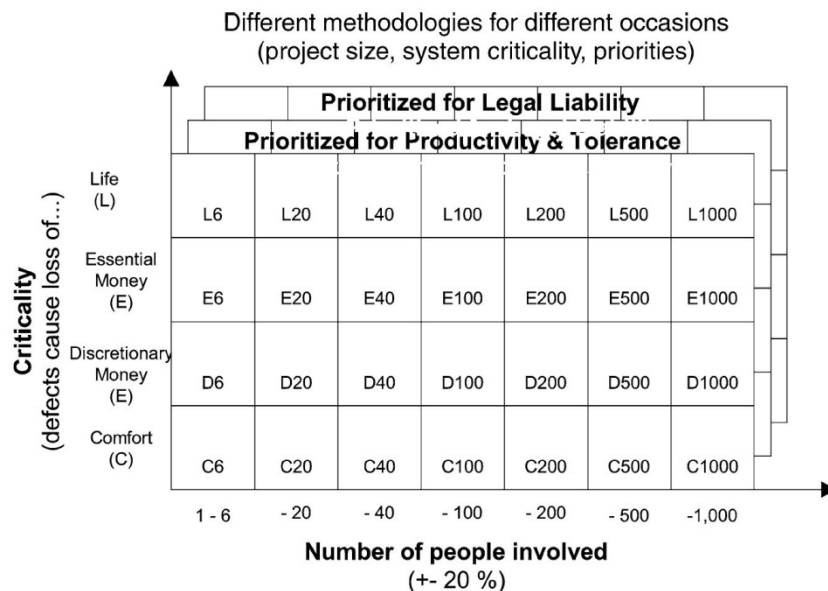 Different methodologies for different occasions
(project size, system criticality, priorities)
Prioritized for Legal Liability
Prioritized for Productivity & Tolerance
Criticality
(defects cause loss of...)
Life
(L)
L6 L20 L40 L100 L200 L500 L1000
Essential
Money
(E)
E6 E20 E40 E100 E200 E500 E1000
Discretionary
Money
(E)
D6 D20 D40 D100 D200 D500 D1000
Comfort
(C)
C6 C20 C40 C100 C200 C500 C1000
1 - 6 - 20 - 40 - 100 - 200 - 500 -1,000
Number of people involved
(+- 20 %)